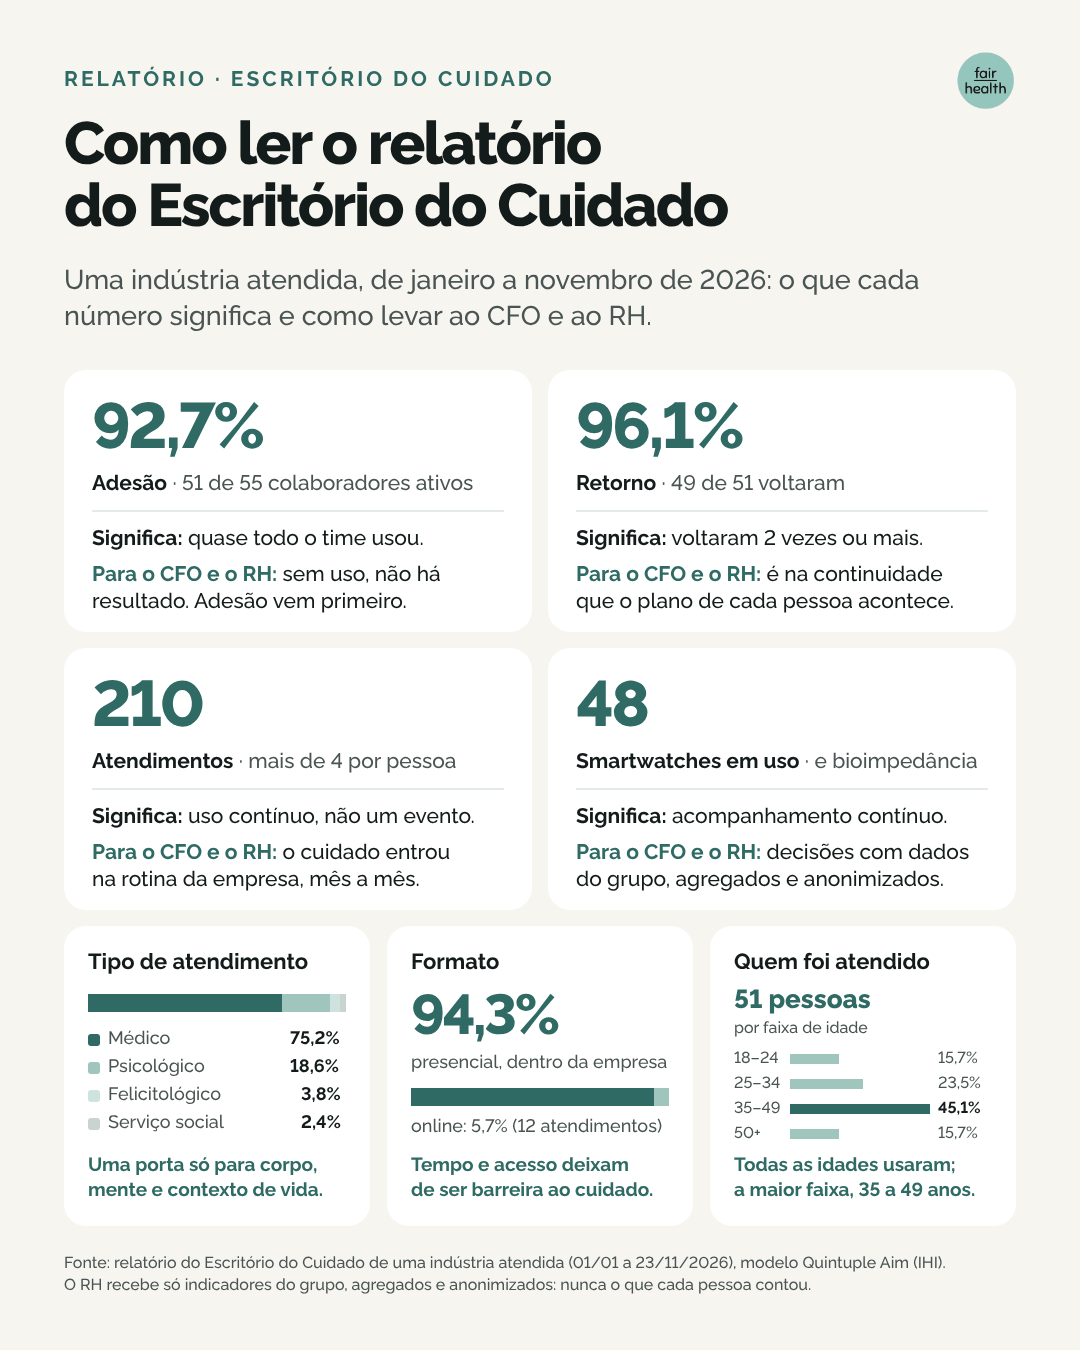 RELATÓRIO · ESCRITÓRIO DO CUIDADO
fair
health
Como ler o relatório
do Escritório do Cuidado
Uma indústria atendida, de janeiro a novembro de 2026: o que cada
número significa e como levar ao CFO e ao RH.
92,7%
Adesão · 51 de 55 colaboradores ativos
Significa: quase todo o time usou.
Para o CFO e o RH: sem uso, não há
resultado. Adesão vem primeiro.
96,1%
Retorno · 49 de 51 voltaram
Significa: voltaram 2 vezes ou mais.
Para o CFO e o RH: é na continuidade
que o plano de cada pessoa acontece.
210
Atendimentos · mais de 4 por pessoa
Significa: uso contínuo, não um evento.
Para o CFO e o RH: o cuidado entrou
na rotina da empresa, mês a mês.
48
Smartwatches em uso · e bioimpedância
Significa: acompanhamento contínuo.
Para o CFO e o RH: decisões com dados
do grupo, agregados e anonimizados.
Tipo de atendimento
Médico 75,2%
Psicológico 18,6%
Felicitológico 3,8%
Serviço social 2,4%
Uma porta só para corpo,
mente e contexto de vida.
Formato
94,3%
presencial, dentro da empresa
online: 5,7% (12 atendimentos)
Tempo e acesso deixam
de ser barreira ao cuidado.
Quem foi atendido
51 pessoas
por faixa de idade
18–24 15,7%
25–34 23,5%
35–49 45,1%
50+ 15,7%
Todas as idades usaram;
a maior faixa, 35 a 49 anos.
Fonte: relatório do Escritório do Cuidado de uma indústria atendida (01/01 a 23/11/2026), modelo Quintuple Aim (IHI).
O RH recebe só indicadores do grupo, agregados e anonimizados: nunca o que cada pessoa contou.